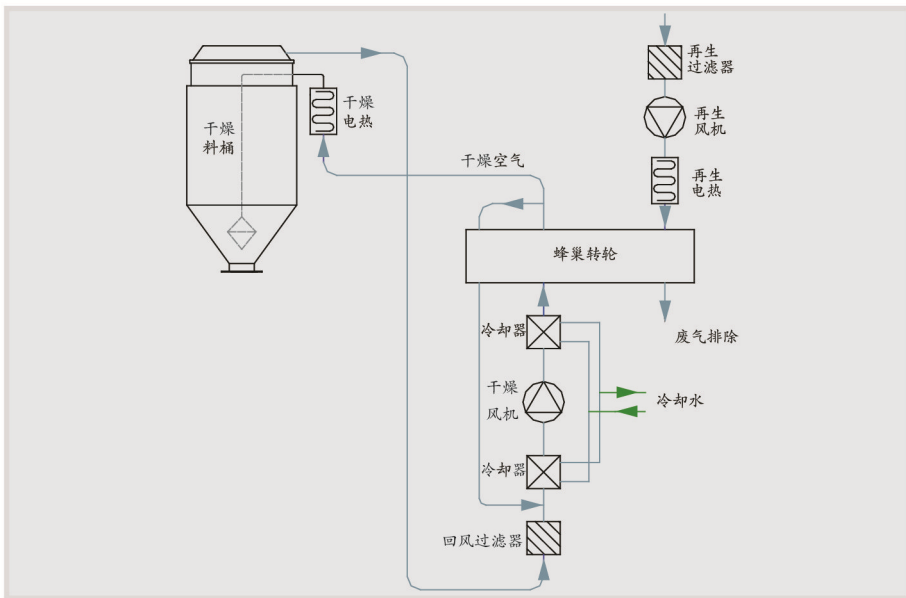 再生
过滤器
干燥
电热
再生
风机
干燥
料桶
干燥空气
再生
电热
蜂巢转轮
冷却器
废气排除
干燥
风机
冷却水
冷却器
回风过滤器